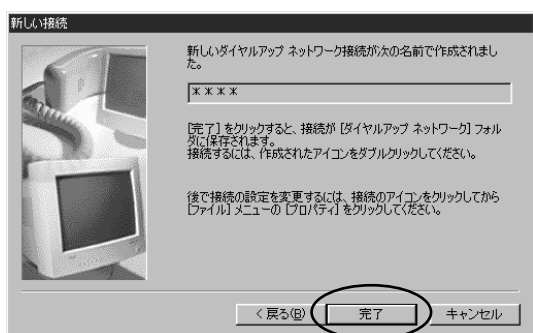 新しい接続
新しいダイヤルアップ ネットワーク接続が次の名前で作成されまし
た。
＊＊＊＊
[完了] をクリックすると、接続が [ダイヤルアップ ネットワーク] フォル
ダに保存されます。
接続するには、作成されたアイコンをダブルクリックしてください。
後で接続の設定を変更するには、接続のアイコンをクリックしてから
[ファイル] メニューの [プロパティ] をクリックしてください。
< 戻る(B)
完了
キャンセル